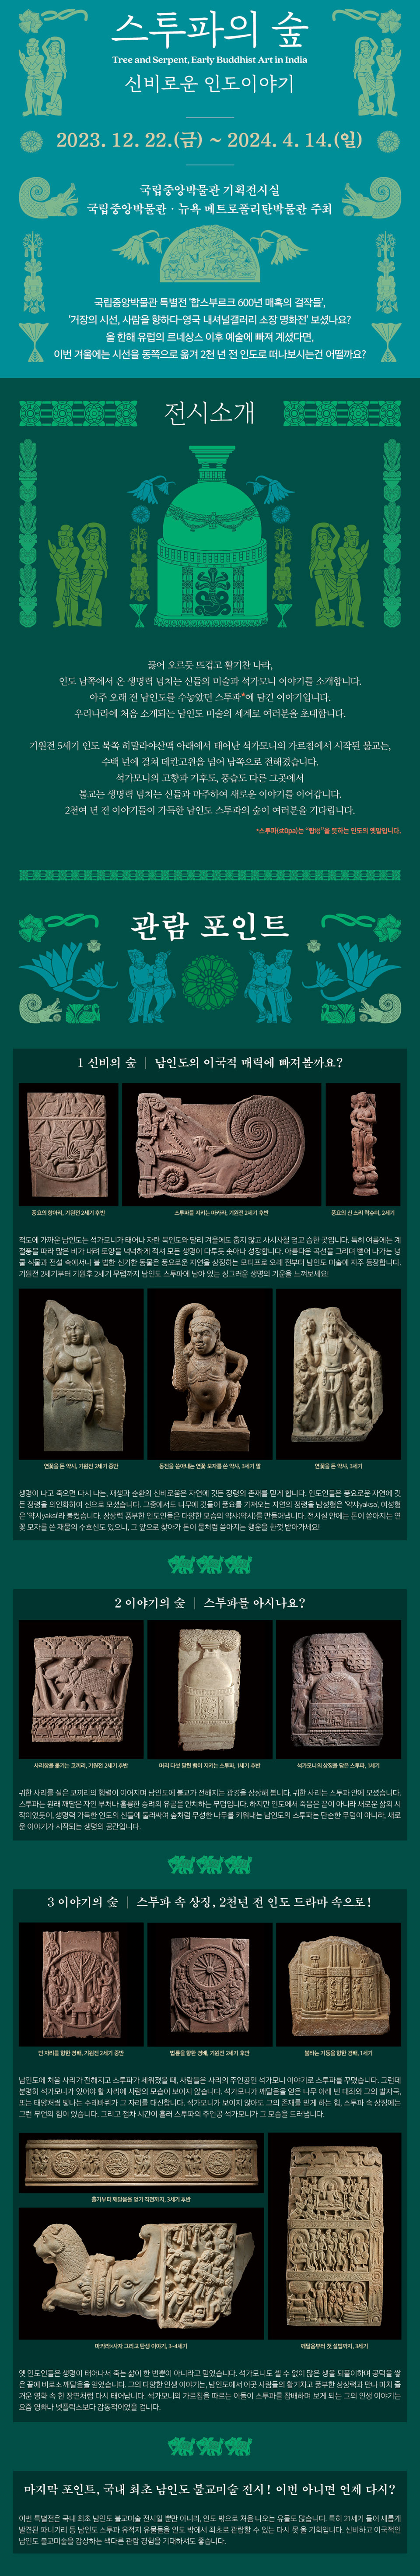 스투파의 숲
Tree and Serpent, Early Buddhist Art in India
신비로운 인도이야기
2023. 12. 22.(금) ~ 2024. 4. 14.(일)
국립중앙박물관 기획전시실
국립중앙박물관 · 뉴욕 메트로폴리탄박물관 주최
국립중앙박물관 특별전 '합스부르크 600년 매혹의 걸작들',
'거장의 시선, 사람을 향하다-영국 내셔널갤러리 소장 명화전' 보셨나요?
올 한해 유럽의 르네상스 이후 예술에 빠져 계셨다면,
이번 겨울에는 시선을 동쪽으로 옮겨 2천 년 전 인도로 떠나보시는건 어떨까요?
전시소개
끓어 오르듯 뜨겁고 활기찬 나라,
인도 남쪽에서 온 생명력 넘치는 신들의 미술과 석가모니 이야기를 소개합니다.
아주 오래 전 남인도를 수놓았던 스투파*에 담긴 이야기입니다.
우리나라에 처음 소개되는 남인도 미술의 세계로 여러분을 초대합니다.
기원전 5세기 인도 북쪽 히말라야산맥 아래에서 태어난 석가모니의 가르침에서 시작된 불교는,
수백 년에 걸쳐 데칸고원을 넘어 남쪽으로 전해졌습니다.
석가모니의 고향과 기후도, 풍습도 다른 그곳에서
불교는 생명력 넘치는 신들과 마주하여 새로운 이야기를 이어갑니다.
2천여 년 전 이야기들이 가득한 남인도 스투파의 숲이 여러분을 기다립니다.
*스투파(stūpa)는 "탑塔"을 뜻하는 인도의 옛말입니다.
관람 포인트
1 신비의 숲 | 남인도의 이국적 매력에 빠져볼까요?
풍요의 항아리, 기원전 2세기 후반
스투파를 지키는 마카라, 기원전 2세기 후반
풍요의 신 스리 락슈미, 2세기
적도에 가까운 남인도는 석가모니가 태어나 자란 북인도와 달리 겨울에도 춥지 않고 사시사철 덥고 습한 곳입니다. 특히 여름에는 계
절풍을 따라 많은 비가 내려 토양을 넉넉하게 적셔 모든 생명이 다투듯 솟아나 성장합니다. 아름다운 곡선을 그리며 뻗어 나가는 넝
쿨 식물과 전설 속에서나 볼 법한 신기한 동물은 풍요로운 자연을 상징하는 모티프로 오래 전부터 남인도 미술에 자주 등장합니다.
기원전 2세기부터 기원후 2세기 무렵까지 남인도 스투파에 남아 있는 싱그러운 생명의 기운을 느껴보세요!
연꽃을 든 약시, 기원전 2세기 중반
동전을 쏟아내는 연꽃 모자를 쓴 약샤, 3세기 말
연꽃을 든 약샤, 3세기
생명이 나고 죽으면 다시 나는, 재생과 순환의 신비로움은 자연에 깃든 정령의 존재를 믿게 합니다. 인도인들은 풍요로운 자연에 깃
든 정령을 의인화하여 신으로 모셨습니다. 그중에서도 나무에 깃들어 풍요를 가져오는 자연의 정령을 남성형은 '약샤yakṣa', 여성형
은 '약시yakṣī'라 불렀습니다. 상상력 풍부한 인도인들은 다양한 모습의 약샤(약시)를 만들어냅니다. 전시실 안에는 돈이 쏟아지는 연
꽃 모자를 쓴 재물의 수호신도 있으니, 그 앞으로 찾아가 돈이 물처럼 쏟아지는 행운을 한껏 받아가세요!
2 이야기의 숲 | 스투파를 아시나요?
사리함을 옮기는 코끼리, 기원전 2세기 후반
머리 다섯 달린 뱀이 지키는 스투파, 1세기 후반
석가모니의 상징을 담은 스투파, 1세기
귀한 사리를 실은 코끼리의 행렬이 이어지며 남인도에 불교가 전해지는 광경을 상상해 봅니다. 귀한 사리는 스투파 안에 모셨습니다.
스투파는 원래 깨달은 자인 부처나 훌륭한 승려의 유골을 안치하는 무덤입니다. 하지만 인도에서 죽음은 끝이 아니라 새로운 삶의 시
작이었듯이, 생명력 가득한 인도의 신들에 둘러싸여 숲처럼 무성한 나무를 키워내는 남인도의 스투파는 단순한 무덤이 아니라, 새로
운 이야기가 시작되는 생명의 공간입니다.
3 이야기의 숲 | 스투파 속 상징, 2천년 전 인도 드라마 속으로!
빈 자리를 향한 경배, 기원전 2세기 중반
법륜을 향한 경배, 기원전 2세기 후반
불타는 기둥을 향한 경배, 1세기
남인도에 처음 사리가 전해지고 스투파가 세워졌을 때, 사람들은 사리의 주인공인 석가모니 이야기로 스투파를 꾸몄습니다. 그런데
분명히 석가모니가 있어야 할 자리에 사람의 모습이 보이지 않습니다. 석가모니가 깨달음을 얻은 나무 아래 빈 대좌와 그의 발자국,
또는 태양처럼 빛나는 수레바퀴가 그 자리를 대신합니다. 석가모니가 보이지 않아도 그의 존재를 믿게 하는 힘, 스투파 속 상징에는
그런 무언의 힘이 있습니다. 그리고 점차 시간이 흘러 스투파의 주인공 석가모니가 그 모습을 드러냅니다.
출가부터 깨달음을 얻기 직전까지, 3세기 후반
마카라×사자 그리고 탄생 이야기, 3~4세기
깨달음부터 첫 설법까지, 3세기
옛 인도인들은 생명이 태어나서 죽는 삶이 한 번뿐이 아니라고 믿었습니다. 석가모니도 셀 수 없이 많은 생을 되풀이하며 공덕을 쌓
은 끝에 비로소 깨달음을 얻었습니다. 그의 다양한 인생 이야기는, 남인도에서 이곳 사람들의 활기차고 풍부한 상상력과 만나 마치 즐
거운 영화 속 한 장면처럼 다시 태어납니다. 석가모니의 가르침을 따르는 이들이 스투파를 참배하며 보게 되는 그의 인생 이야기는
요즘 영화나 넷플릭스보다 감동적이었을 겁니다.
마지막 포인트, 국내 최초 남인도 불교미술 전시! 이번 아니면 언제 다시?
이번 특별전은 국내 최초 남인도 불교미술 전시일 뿐만 아니라, 인도 밖으로 처음 나오는 유물도 많습니다. 특히 21세기 들어 새롭게
발견된 파니기리 등 남인도 스투파 유적지 유물들을 인도 밖에서 최초로 관람할 수 있는 다시 못 올 기회입니다. 신비하고 이국적인
남인도 불교미술을 감상하는 색다른 관람 경험을 기대하셔도 좋습니다.